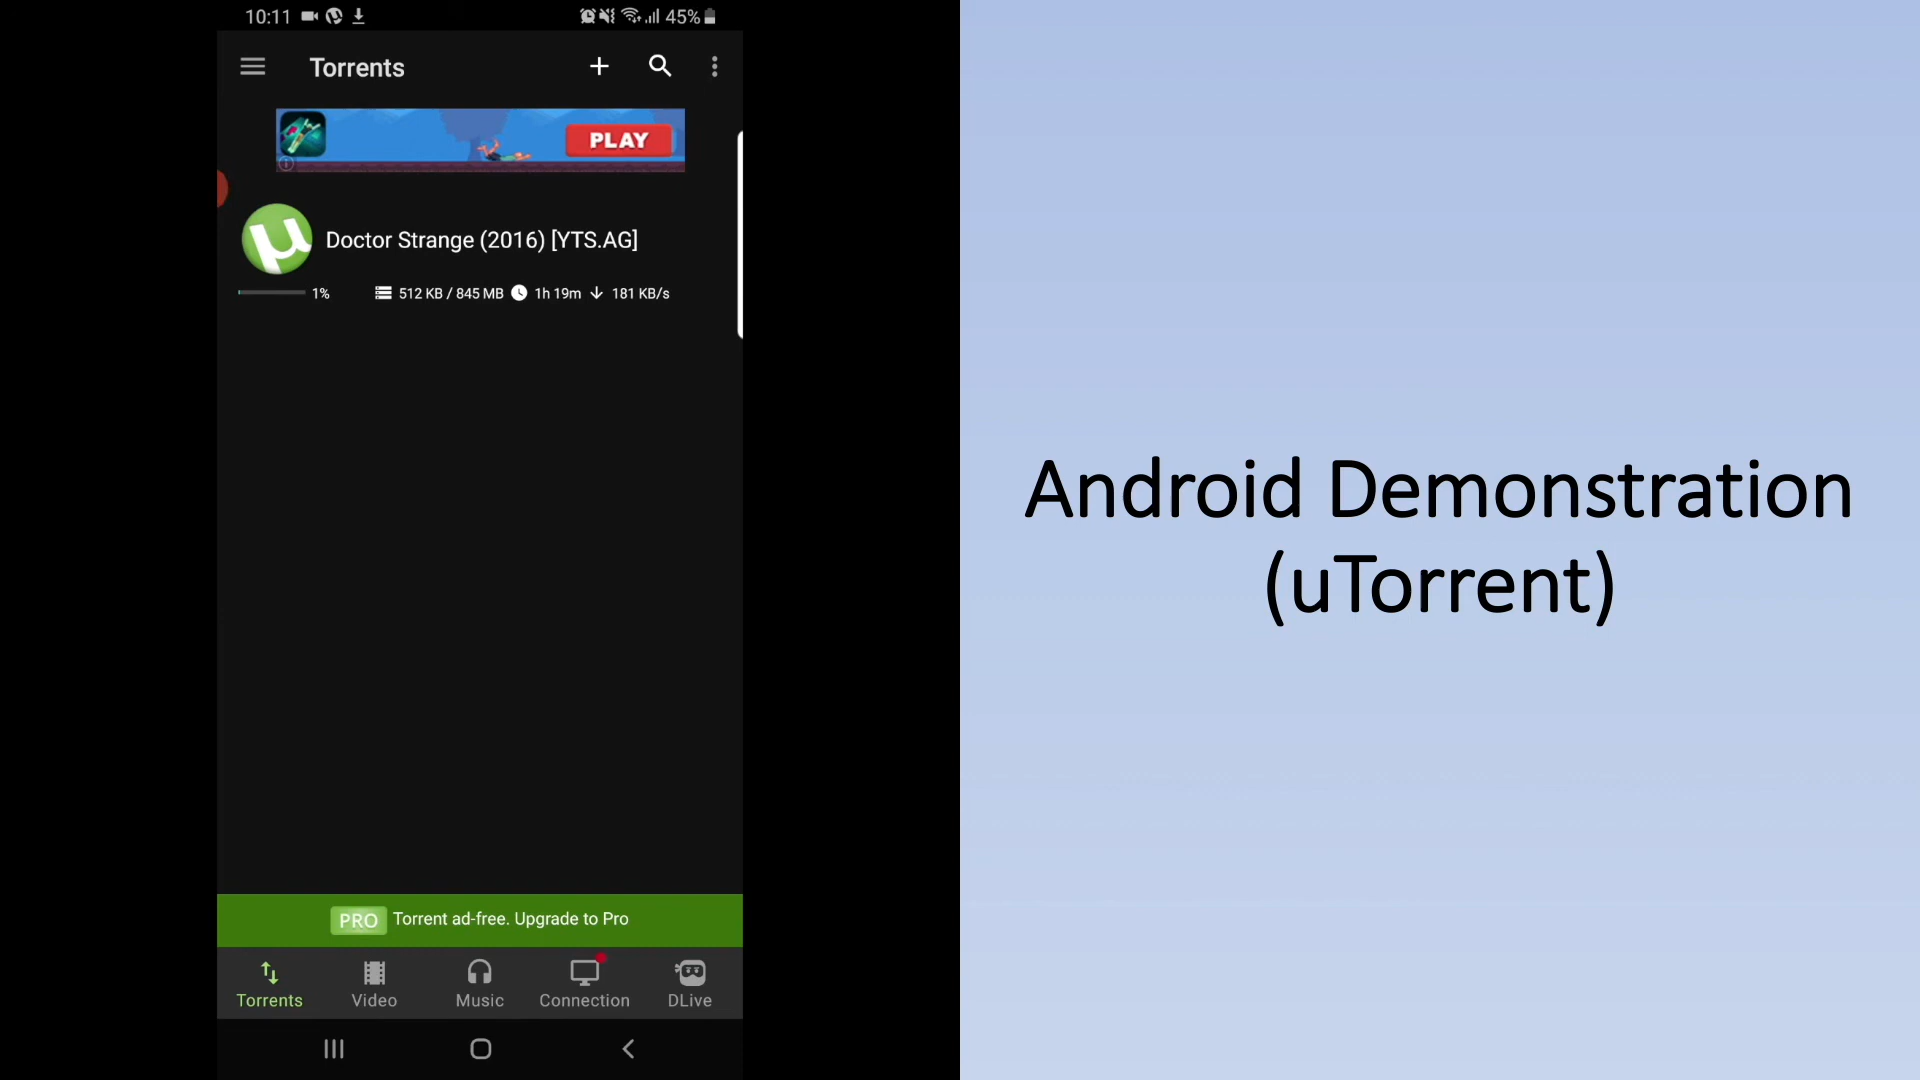 10:11
45%
Torrents
PLAY
Doctor Strange (2016) [YTS.AG]
1% 512 KB / 845 MB 1h 19m 181 KB/s
PRO Torrent ad-free. Upgrade to Pro
Torrents Video Music Connection DLive
Android Demonstration
(uTorrent)